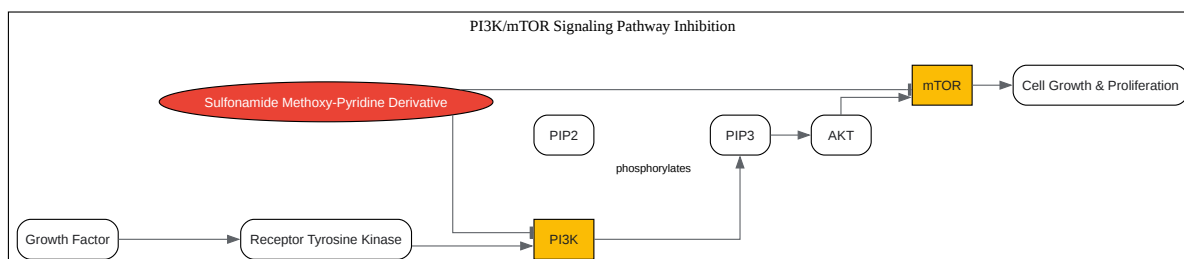 PI3K/mTOR Signaling Pathway Inhibition
mTOR
Cell Growth & Proliferation
Sulfonamide Methoxy-Pyridine Derivative
PIP2
PIP3
AKT
phosphorylates
Growth Factor
Receptor Tyrosine Kinase
PI3K